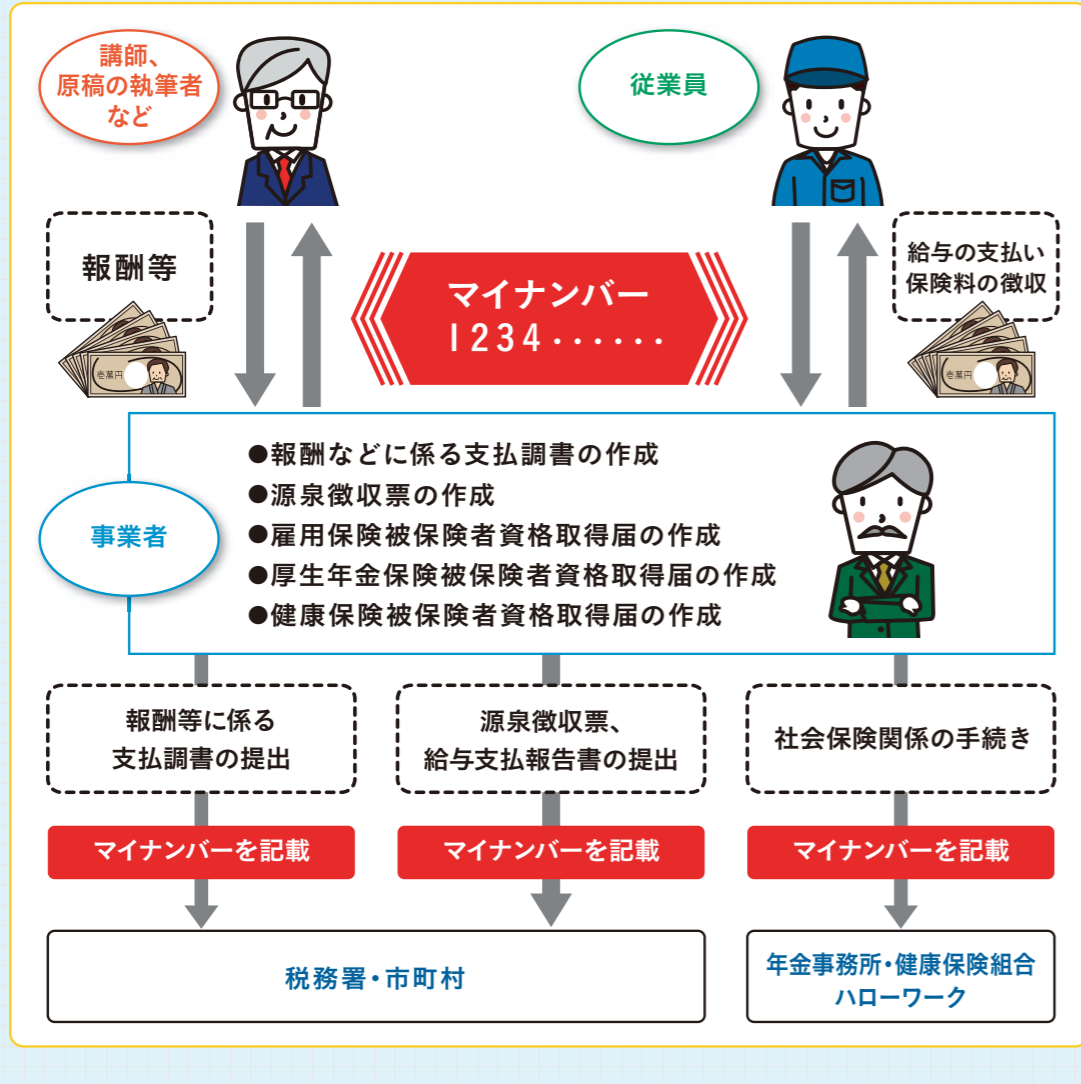 講師、
原稿の執筆者
など
従業員
報酬等
給与の支払い
保険料の徴収
マイナンバー
1234・・・・・・
壱萬円
壱萬円
事業者
●報酬などに係る支払調書の作成
●源泉徴収票の作成
●雇用保険被保険者資格取得届の作成
●厚生年金保険被保険者資格取得届の作成
●健康保険被保険者資格取得届の作成
報酬等に係る
支払調書の提出
源泉徴収票、
給与支払報告書の提出
社会保険関係の手続き
マイナンバーを記載
マイナンバーを記載
マイナンバーを記載
税務署・市町村
年金事務所・健康保険組合
ハローワーク